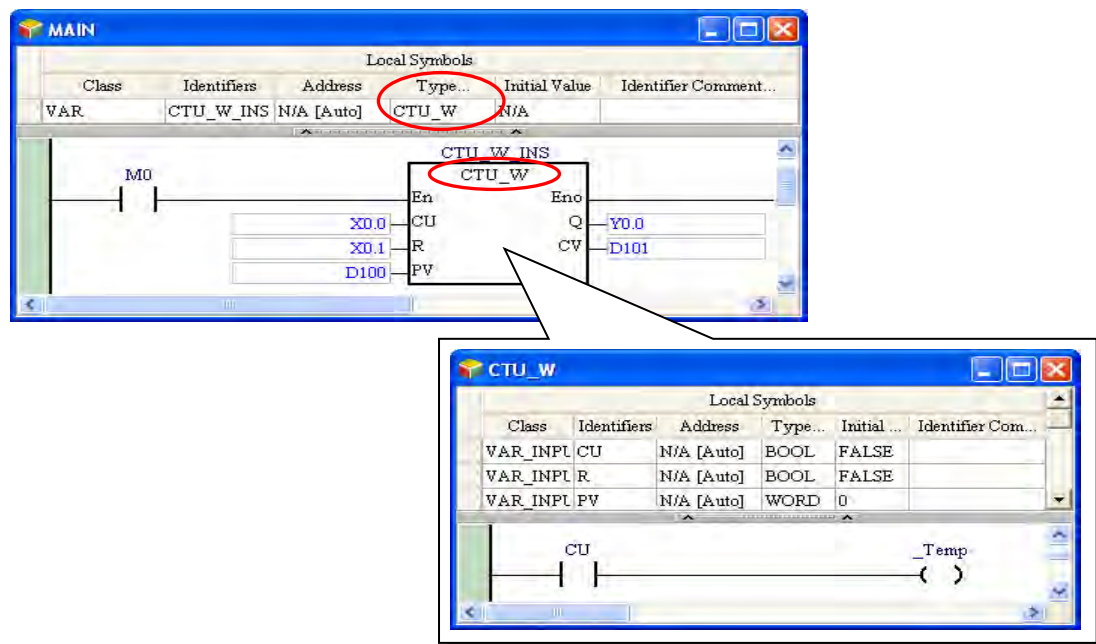 MAIN
Local Symbols
Class Identifiers Address Type... Initial Value Identifier Comment...
VAR CTU_W_INS N/A [Auto] CTU_W N/A
CTU_W_INS
M0 CTU_W
En Eno
X0.0 CU Q Y0.0
X0.1 R CV D101
D100 PV
CTU_W
Local Symbols
Class Identifiers Address Type... Initial ... Identifier Com...
VAR_INPU CU N/A [Auto] BOOL FALSE
VAR_INPU R N/A [Auto] BOOL FALSE
VAR_INPU PV N/A [Auto] WORD 0
CU _Temp